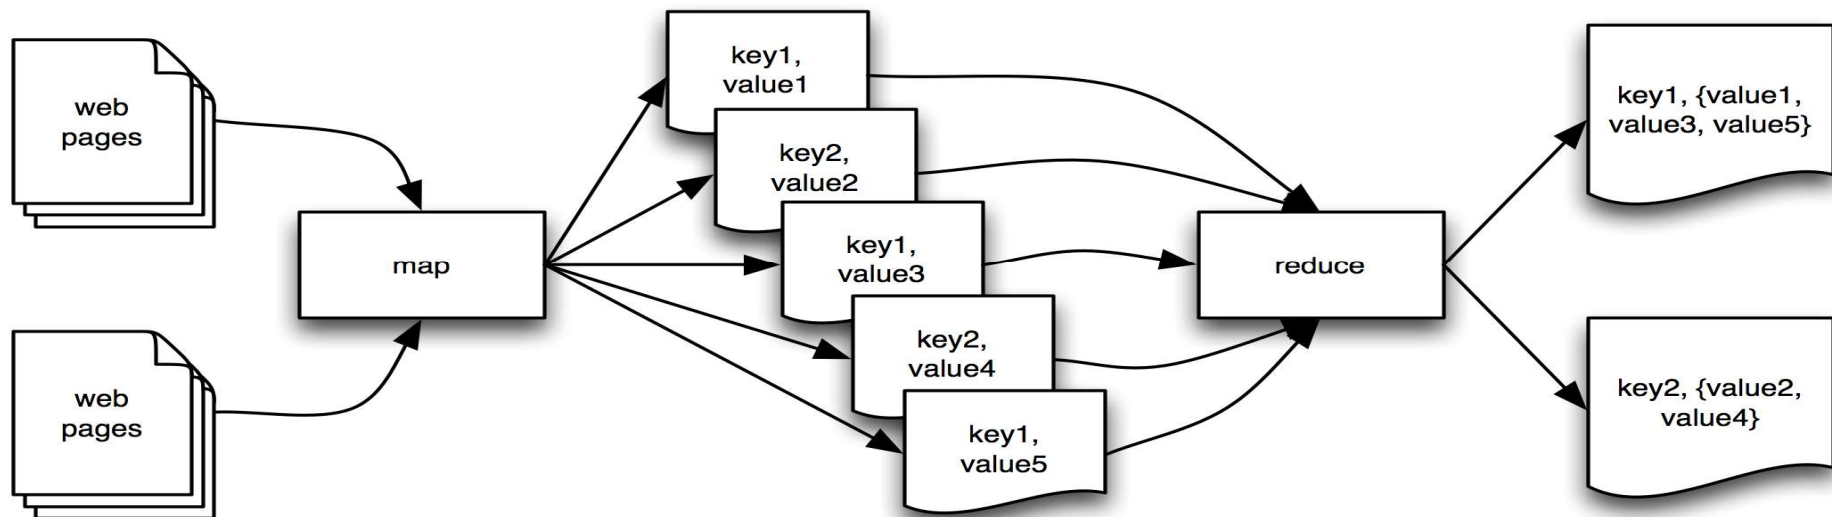 web
pages
web
pages
map
key1,
value1
key2,
value2
key1,
value3
key2,
value4
key1,
value5
reduce
key1, {value1,
value3, value5}
key2, {value2,
value4}